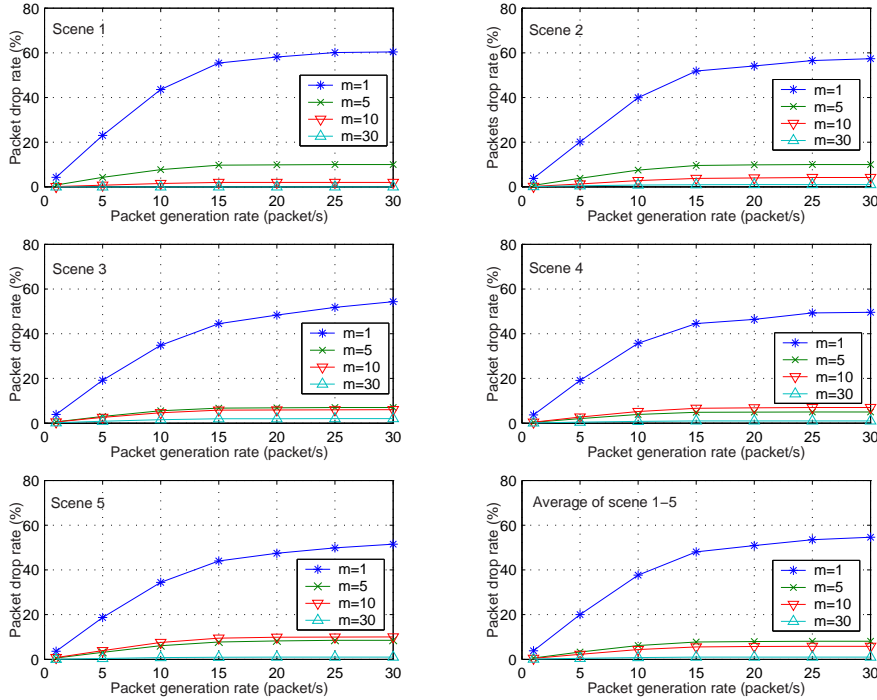 Scene 1
Packet drop rate (%)
80
60
40
20
0
0 5 10 15 20 25 30
Packet generation rate (packet/s)
m=1
m=5
m=10
m=30
Scene 2
Packets drop rate (%)
80
60
40
20
0
0 5 10 15 20 25 30
Packet generation rate (packet/s)
m=1
m=5
m=10
m=30
Scene 3
Packet drop rate (%)
80
60
40
20
0
0 5 10 15 20 25 30
Packet generation rate (packet/s)
m=1
m=5
m=10
m=30
Scene 4
Packet drop rate (%)
80
60
40
20
0
0 5 10 15 20 25 30
Packet generation rate (packet/s)
m=1
m=5
m=10
m=30
Scene 5
Packet drop rate (%)
80
60
40
20
0
0 5 10 15 20 25 30
Packet generation rate (packet/s)
m=1
m=5
m=10
m=30
Average of scene 1−5
Packet drop rate (%)
80
60
40
20
0
0 5 10 15 20 25 30
Packet generation rate (packet/s)
m=1
m=5
m=10
m=30